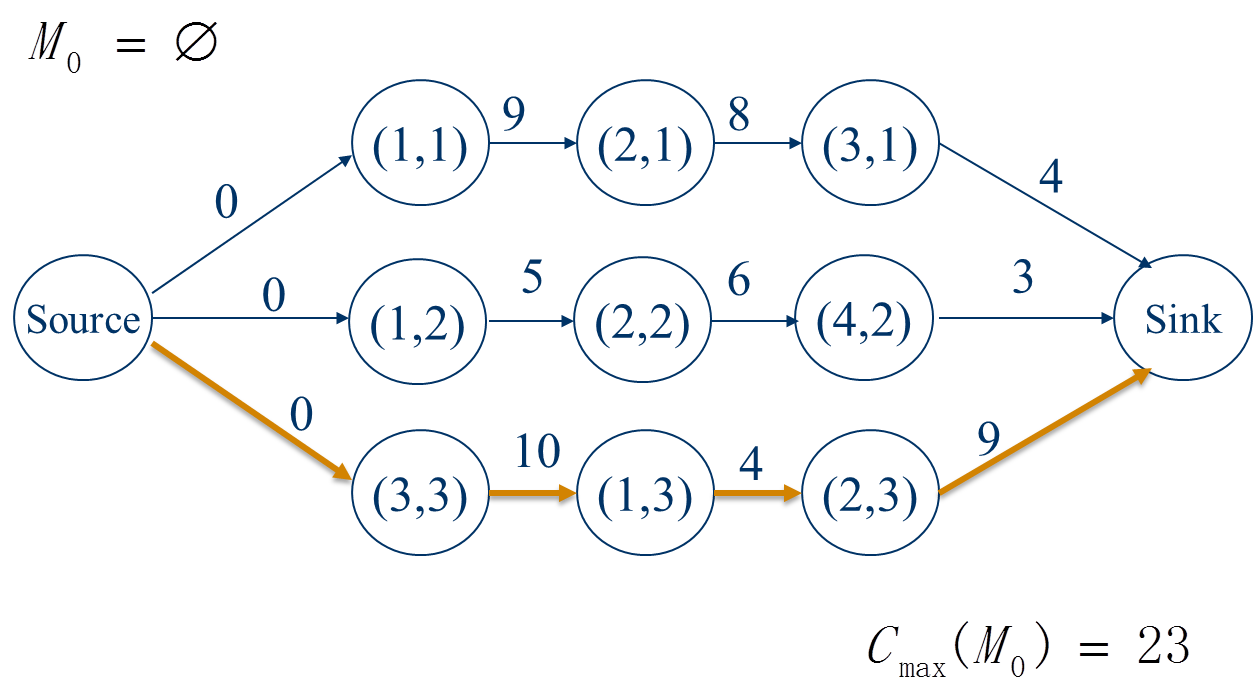 M₀ = ∅
(1,1) 9 (2,1) 8 (3,1)
0 4
Source 0 (1,2) 5 (2,2) 6 (4,2) 3 Sink
0
(3,3) 10 (1,3) 4 (2,3) 9
C_max(M₀) = 23